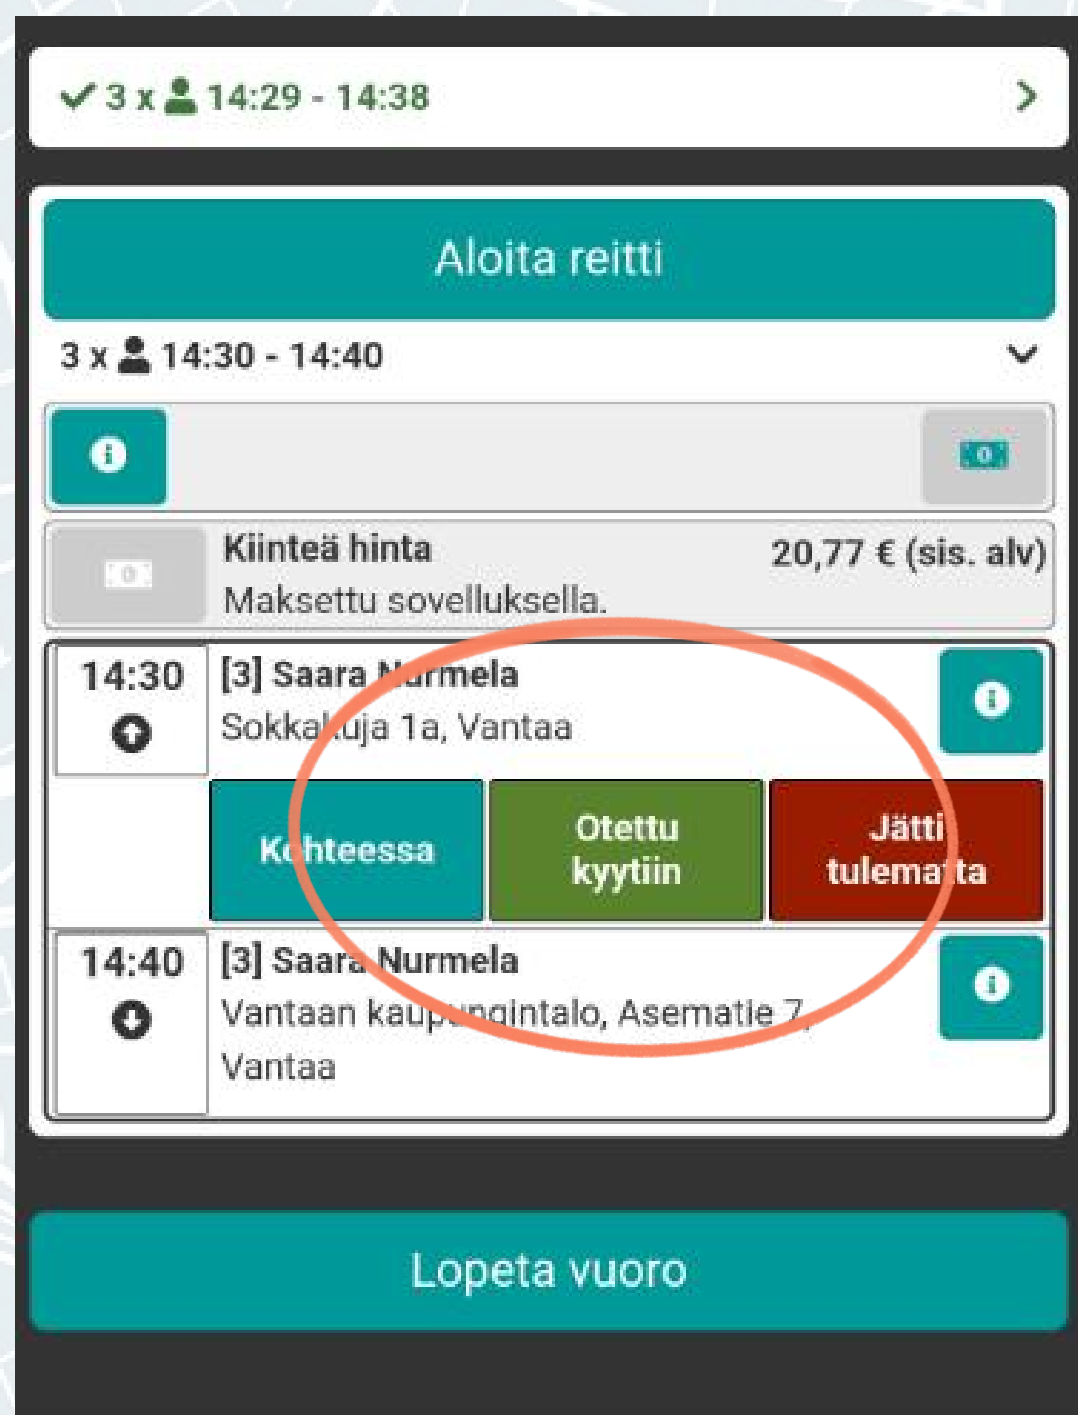 3 x 14:29 - 14:38
Aloita reitti
3 x 14:30 - 14:40
Kiinteä hinta 20,77 € (sis. alv)
Maksettu sovelluksella.
14:30 [3] Saara Nurmela
Sokkakuja 1a, Vantaa
Kohteessa
Otettu
kyytiin
Jätti
tulematta
14:40 [3] Saara Nurmela
Vantaan kaupungintalo, Asematie 7,
Vantaa
Lopeta vuoro